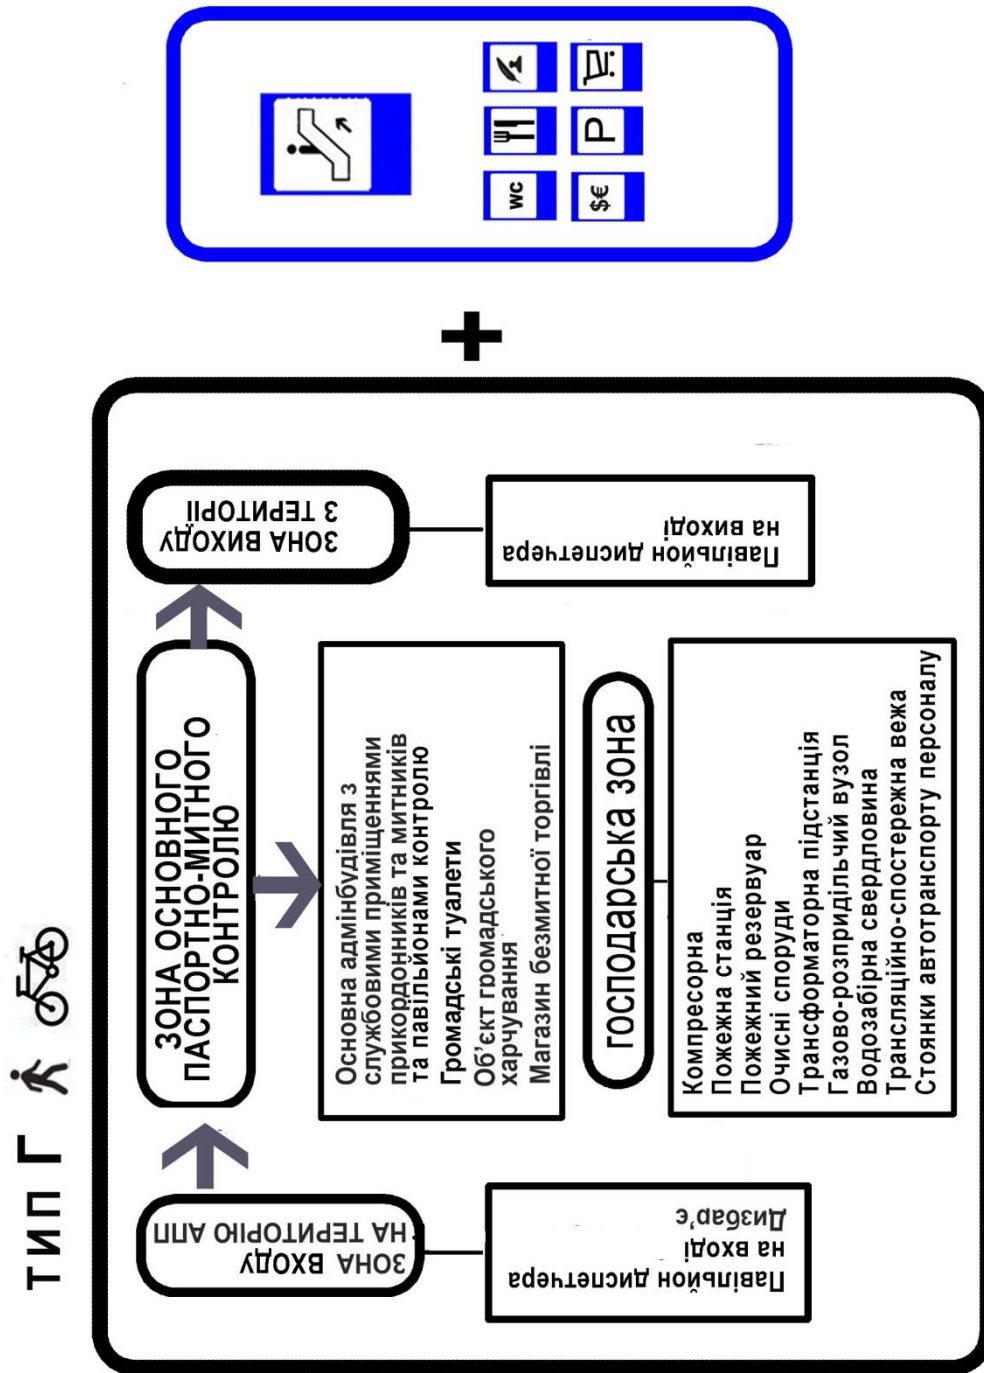 ТИП Г
ЗОНА ВХОДУ
НА ТЕРИТОРІЮ АПП
Павільйон диспетчера
на вході
Дизбар’є
ЗОНА ОСНОВНОГО
ПАСПОРТНО-МИТНОГО
КОНТРОЛЮ
Основна адмінбудівля з
службовими приміщеннями
прикордонників та митників
та павільйонами контролю
Громадські туалети
Об’єкт громадського
харчування
Магазин безмитної торгівлі
ГОСПОДАРСЬКА ЗОНА
Компресорна
Пожежна станція
Пожежний резервуар
Очисні споруди
Трансформаторна підстанція
Газово-розпридільчий вузол
Водозабірна свердловина
Трансляційно-спостережна вежа
Стоянки автотранспорту персоналу
ЗОНА ВИХОДУ
З ТЕРИТОРІЇ
Павільйон диспетчера
на виході
+
wc
$€
P